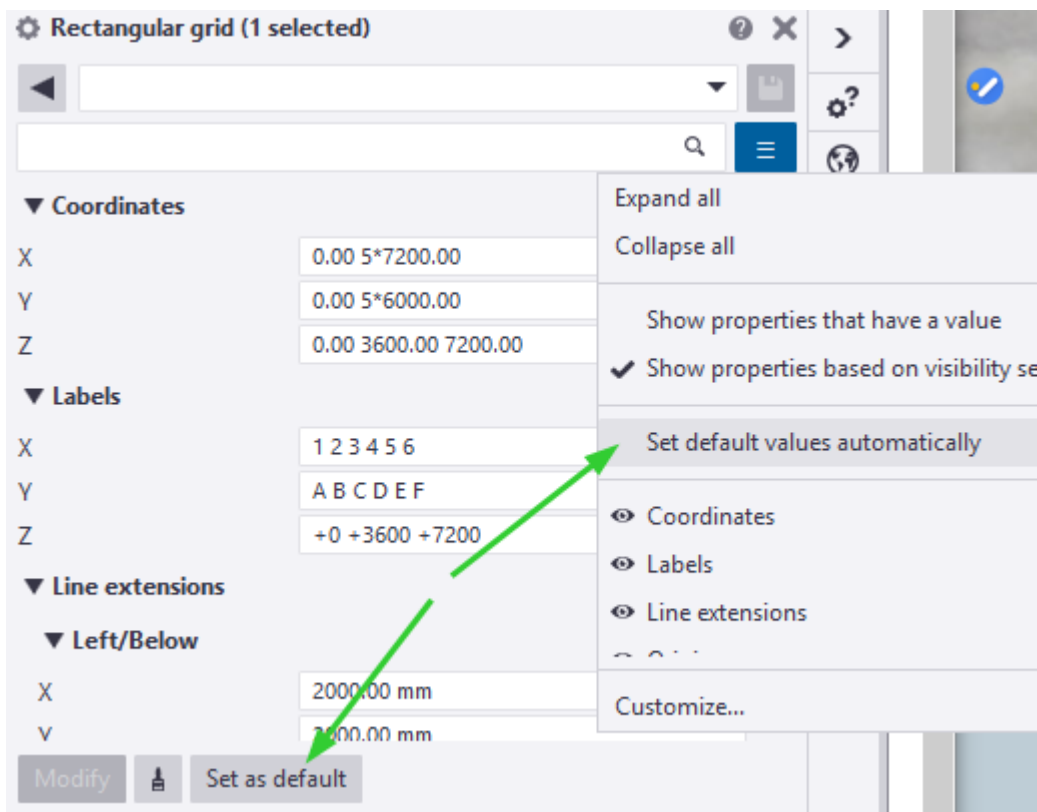 Rectangular grid (1 selected)
Coordinates
X 0.00 5*7200.00
Y 0.00 5*6000.00
Z 0.00 3600.00 7200.00
Labels
X 1 2 3 4 5 6
Y A B C D E F
Z +0 +3600 +7200
Line extensions
Left/Below
X 2000.00 mm
Y
Modify Set as default
Expand all
Collapse all
Show properties that have a value
Show properties based on visibility se
Set default values automatically
Coordinates
Labels
Line extensions
Customize...